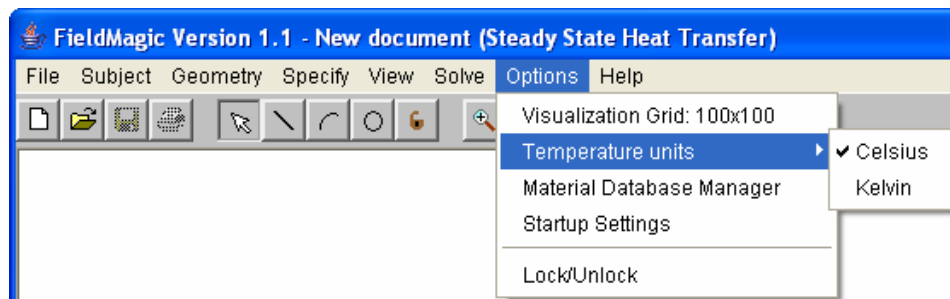 FieldMagic Version 1.1 - New document (Steady State Heat Transfer)
File Subject Geometry Specify View Solve Options Help
Visualization Grid: 100x100
Temperature units
Celsius
Kelvin
Material Database Manager
Startup Settings
Lock/Unlock